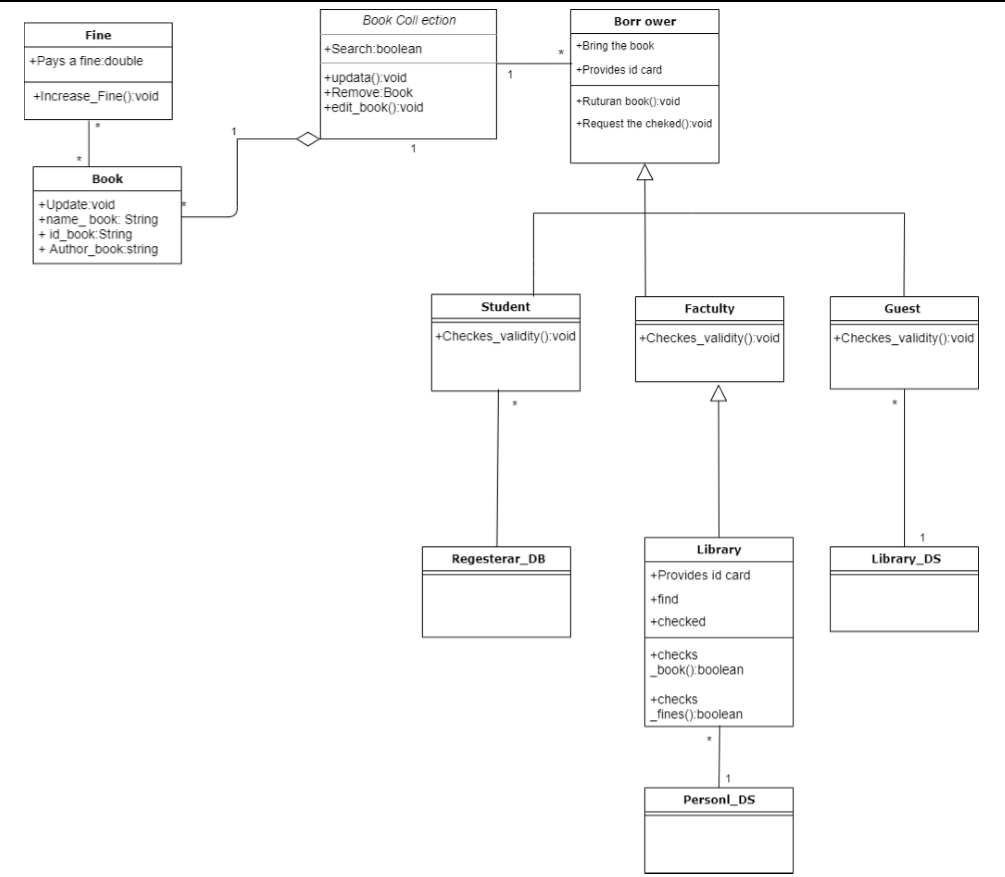 Fine
+Pays a fine:double
+Increase_Fine():void
*
*
Book
+Update:void
+name_ book: String
+ id_book:String
+ Author_book:string
*
1
Book Coll ection
+Search:boolean
+updata():void
+Remove:Book
+edit_book():void
1
1
*
Borr ower
+Bring the book
+Provides id card
+Ruturan book():void
+Request the cheked():void
Student
+Checkes_validity():void
*
Factulty
+Checkes_validity():void
Guest
+Checkes_validity():void
*
1
Regesterar_DB
Library
+Provides id card
+find
+checked
+checks
_book():boolean
+checks
_fines():boolean
*
1
Library_DS
Personl_DS